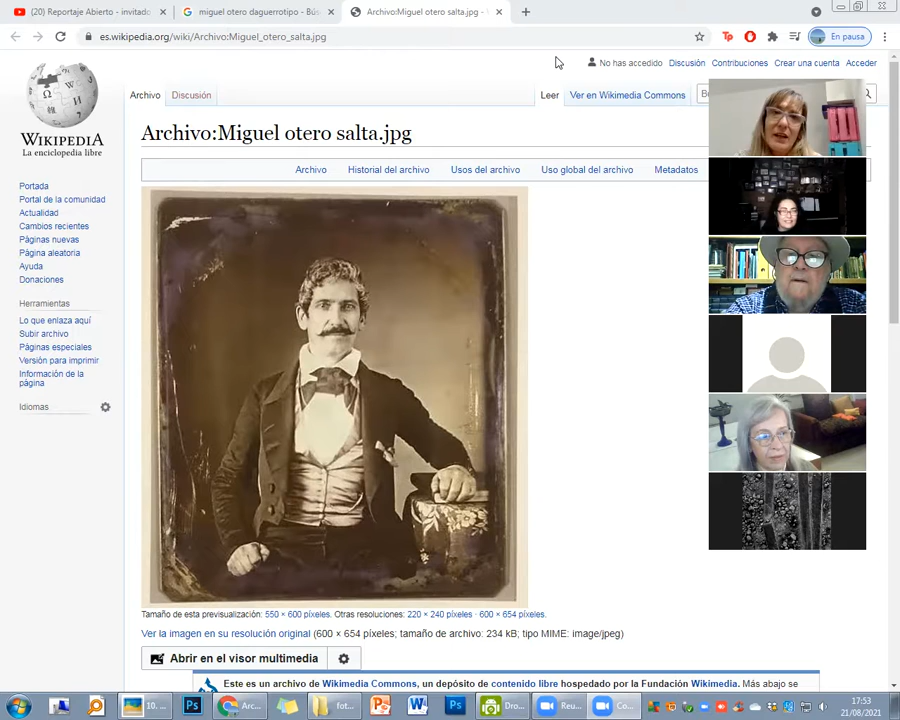 (20) Reportaje Abierto - invitado
miguel otero daguerrotipo - Bús
Archivo:Miguel otero salta.jpg -
es.wikipedia.org/wiki/Archivo:Miguel_otero_salta.jpg
Tp
En pausa
No has accedido Discusión Contribuciones Crear una cuenta Acceder
WIKIPEDIA
La enciclopedia libre
Archivo Discusión Leer Ver en Wikimedia Commons
Archivo:Miguel otero salta.jpg
Archivo Historial del archivo Usos del archivo Uso global del archivo Metadatos
Portada
Portal de la comunidad
Actualidad
Cambios recientes
Páginas nuevas
Página aleatoria
Ayuda
Donaciones
Herramientas
Lo que enlaza aquí
Subir archivo
Páginas especiales
Versión para imprimir
Información de la
página
Idiomas
Tamaño de esta previsualización: 550 × 600 píxeles. Otras resoluciones: 220 × 240 píxeles · 600 × 654 píxeles.
Ver la imagen en su resolución original (600 × 654 píxeles; tamaño de archivo: 234 kB; tipo MIME: image/jpeg)
Abrir en el visor multimedia
Este es un archivo de Wikimedia Commons, un depósito de contenido libre hospedado por la Fundación Wikimedia. Más abajo se
10. ...
Ps
Arc...
fot...
Dro...
Reu...
Co...
17:53
21/08/2021